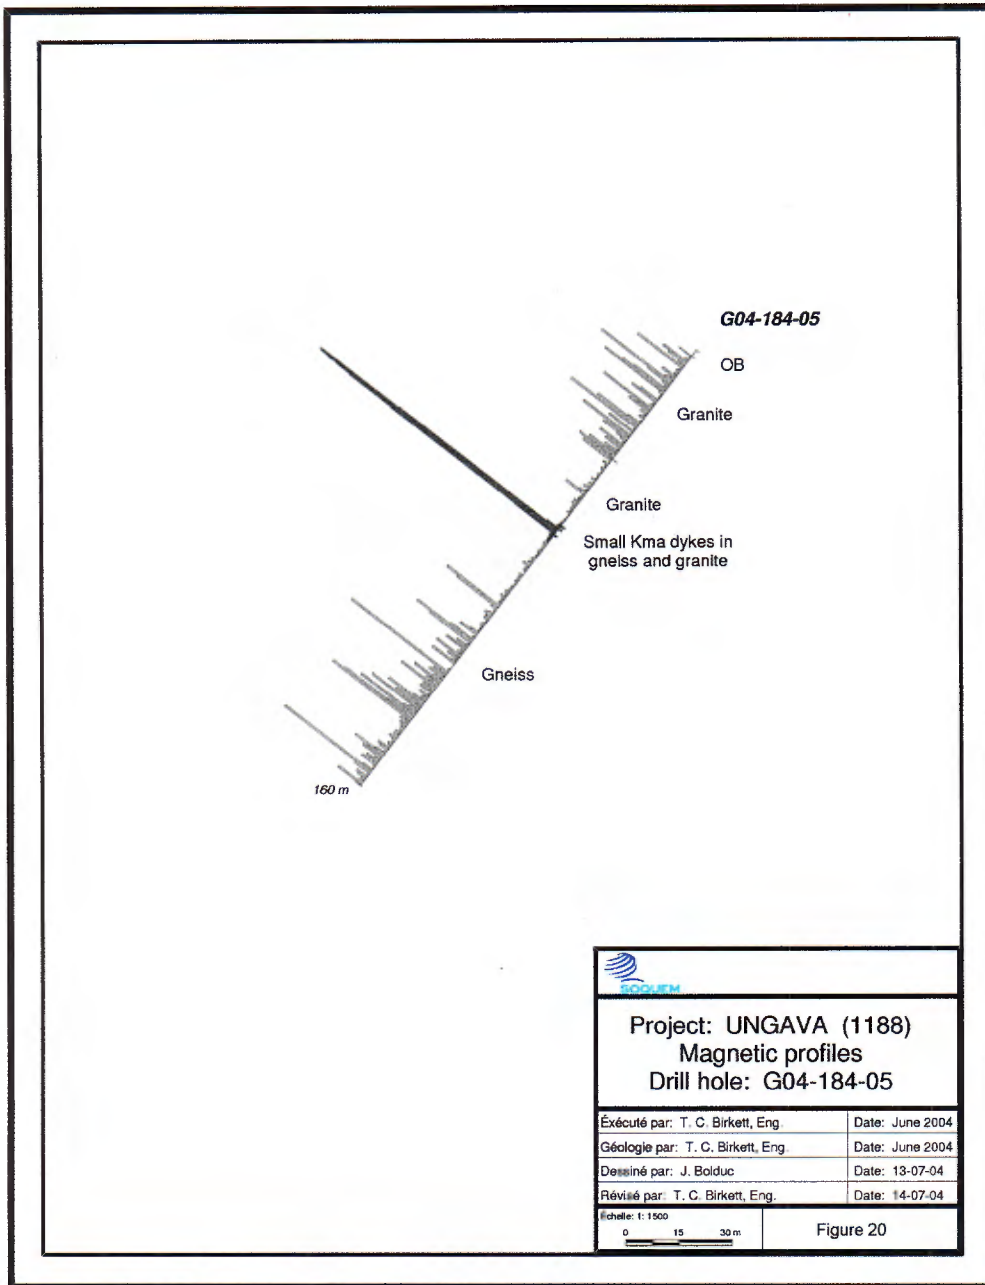 G04-184-05
OB
Granite
Granite
Small Kma dykes in
gneiss and granite
Gneiss
160 m
SOQUEM
Project: UNGAVA (1188)
Magnetic profiles
Drill hole: G04-184-05
Éxécuté par: T. C. Birkett, Eng. Date: June 2004
Géologie par: T. C. Birkett, Eng. Date: June 2004
Dessiné par: J. Bolduc Date: 13-07-04
Révisé par: T. C. Birkett, Eng. Date: 14-07-04
Échelle: 1: 1500
0 15 30 m
Figure 20